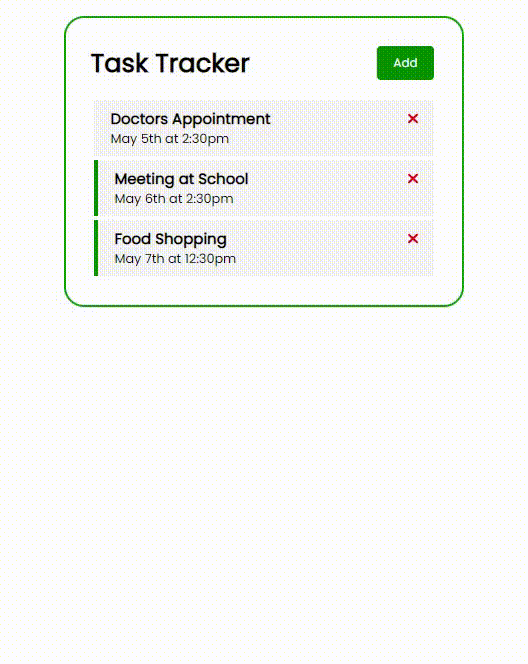 Task Tracker
Add
Doctors Appointment
May 5th at 2:30pm
Meeting at School
May 6th at 2:30pm
Food Shopping
May 7th at 12:30pm